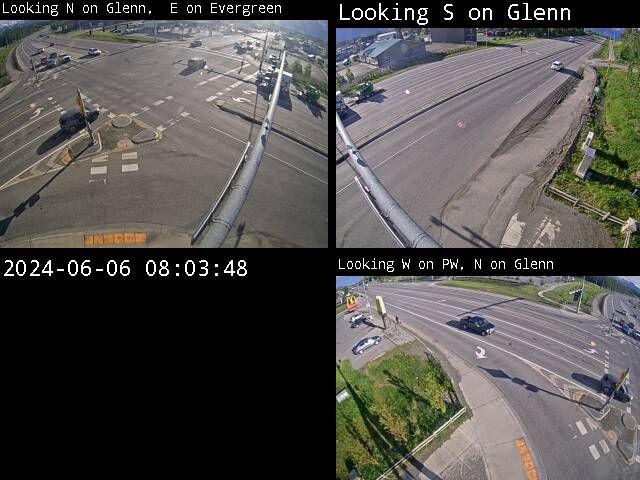 Looking N on Glenn,  E on Evergreen
Looking S on Glenn
2024-06-06 08:03:48
Looking W on PW, N on Glenn